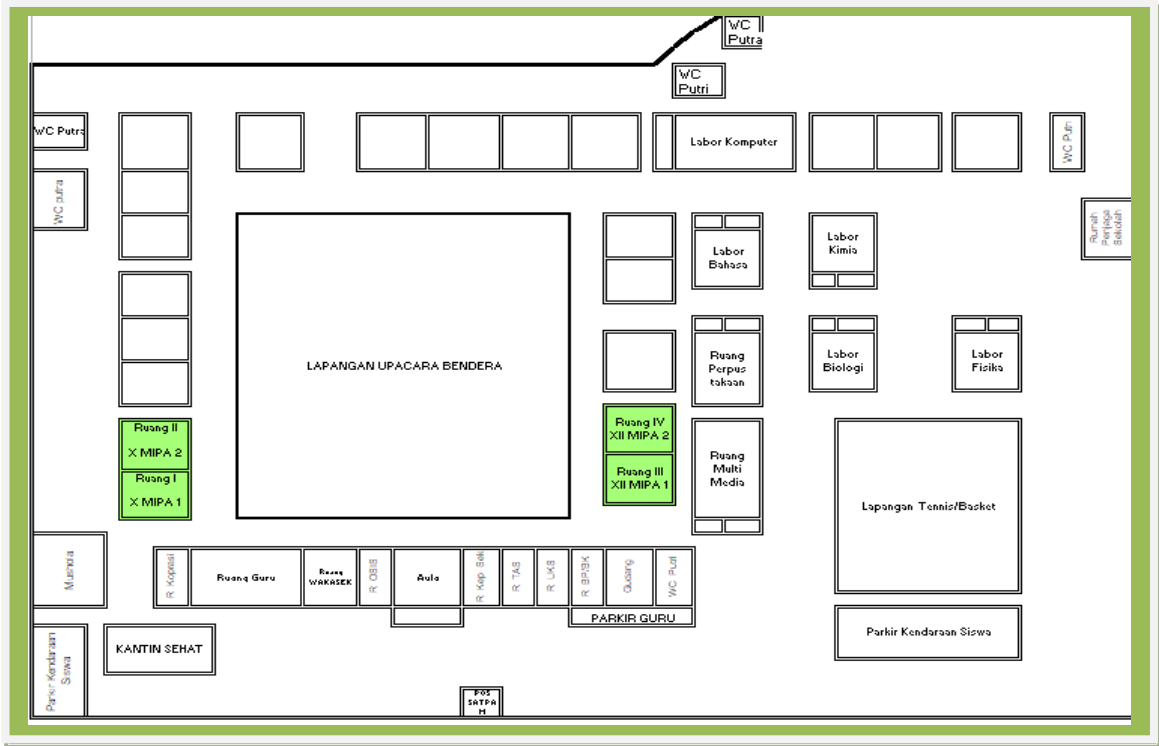 WC
Putra
WC
Putri
WC Putra
Labor Komputer
WC Putri
WC putra
Rumah
Penjaga
Sekolah
Labor
Bahasa
Labor
Kimia
LAPANGAN UPACARA BENDERA
Ruang
Perpus
takaan
Labor
Biologi
Labor
Fisika
Ruang II
X MIPA 2
Ruang I
X MIPA 1
Ruang IV
XII MIPA 2
Ruang III
XII MIPA 1
Ruang
Multi
Media
Lapangan Tennis/Basket
Mushola
R. Koprasi
Ruang Guru
Ruang
WAKASEK
R. OSIS
Aula
R. Kep. Sek
R. TAS
R. UKS
R. BP/BK
Gudang
WC Putri
PARKIR GURU
Parkir Kendaraan
Siswa
KANTIN SEHAT
Parkir Kendaraan Siswa
POS
SATPA
M